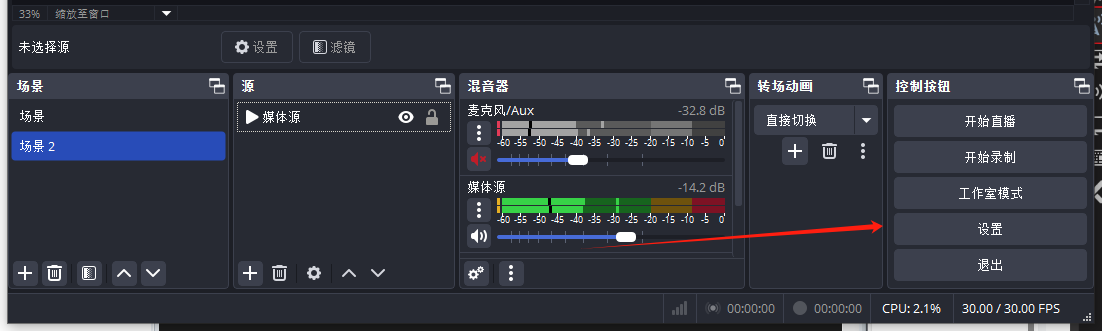 33% 缩放至窗口
未选择源 设置 滤镜
场景
场景
场景 2
源
媒体源
混音器
麦克风/Aux -32.8 dB
-60 -55 -50 -45 -40 -35 -30 -25 -20 -15 -10 -5 0
媒体源 -14.2 dB
-60 -55 -50 -45 -40 -35 -30 -25 -20 -15 -10 -5 0
转场动画
直接切换
控制按钮
开始直播
开始录制
工作室模式
设置
退出
00:00:00 00:00:00 CPU: 2.1% 30.00 / 30.00 FPS